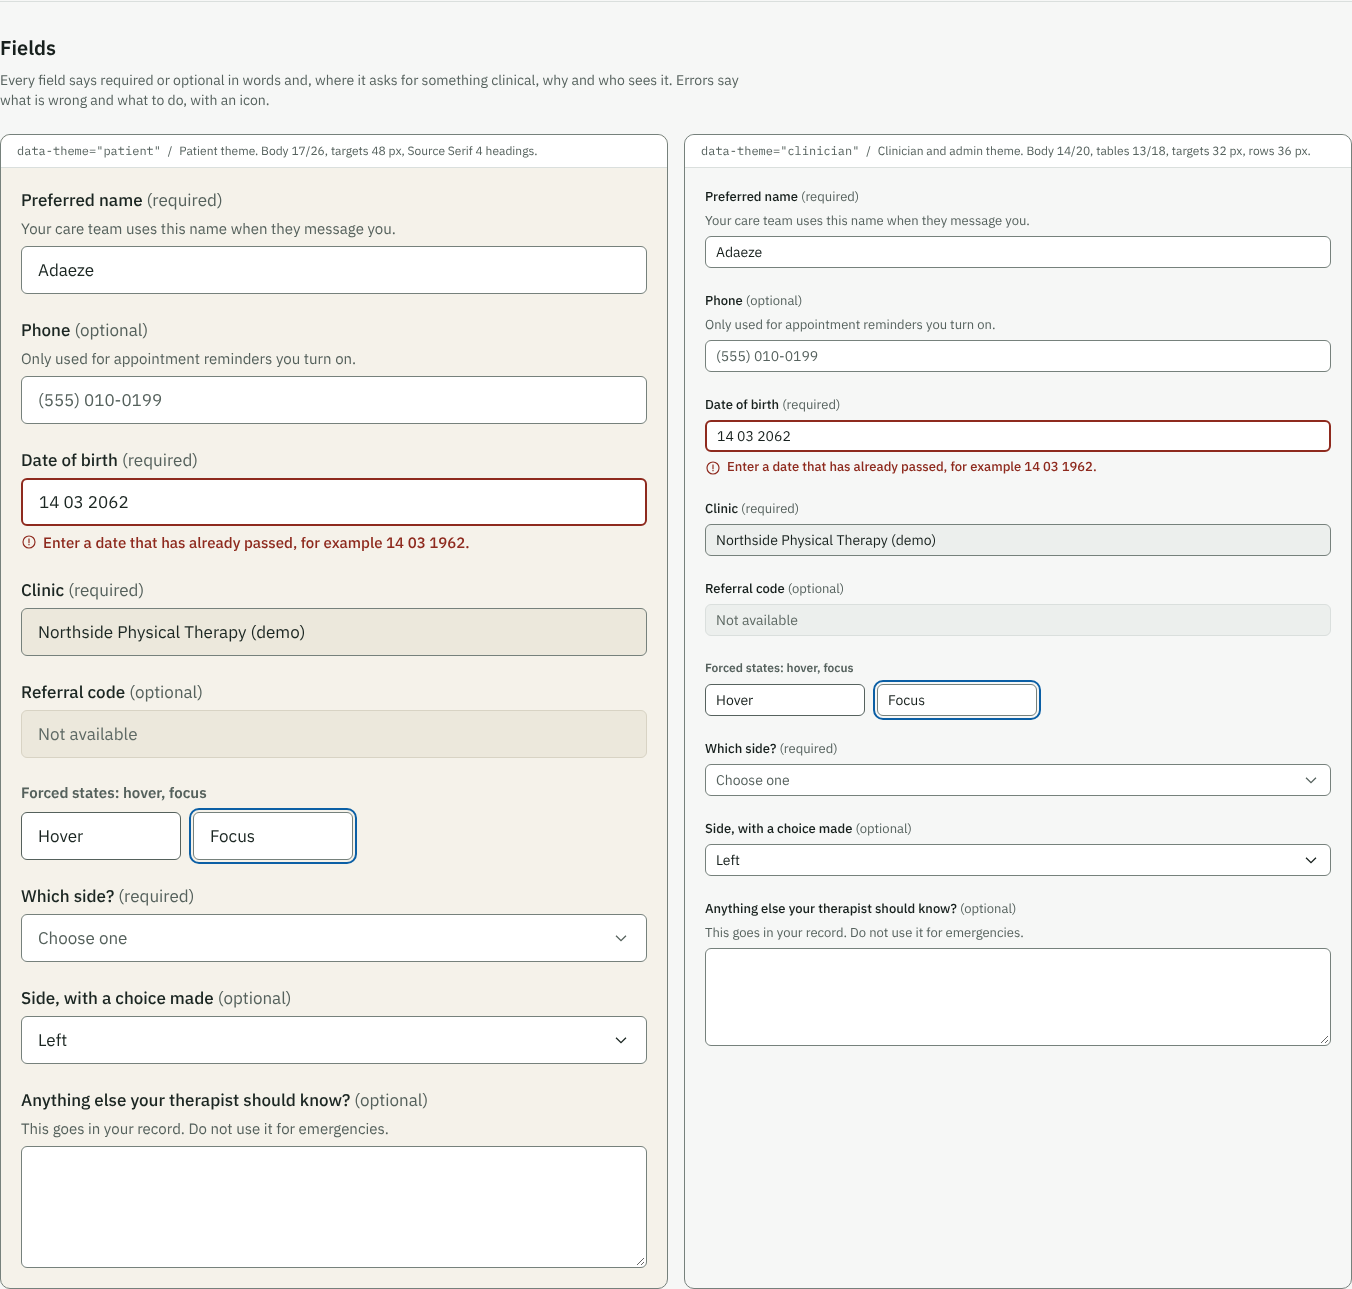 Fields
Every field says required or optional in words and, where it asks for something clinical, why and who sees it. Errors say
what is wrong and what to do, with an icon.
data-theme="patient" / Patient theme. Body 17/26, targets 48 px, Source Serif 4 headings.
Preferred name (required)
Your care team uses this name when they message you.
Adaeze
Phone (optional)
Only used for appointment reminders you turn on.
(555) 010-0199
Date of birth (required)
14 03 2062
Enter a date that has already passed, for example 14 03 1962.
Clinic (required)
Northside Physical Therapy (demo)
Referral code (optional)
Not available
Forced states: hover, focus
Hover
Focus
Which side? (required)
Choose one
Side, with a choice made (optional)
Left
Anything else your therapist should know? (optional)
This goes in your record. Do not use it for emergencies.
data-theme="clinician" / Clinician and admin theme. Body 14/20, tables 13/18, targets 32 px, rows 36 px.
Preferred name (required)
Your care team uses this name when they message you.
Adaeze
Phone (optional)
Only used for appointment reminders you turn on.
(555) 010-0199
Date of birth (required)
14 03 2062
Enter a date that has already passed, for example 14 03 1962.
Clinic (required)
Northside Physical Therapy (demo)
Referral code (optional)
Not available
Forced states: hover, focus
Hover
Focus
Which side? (required)
Choose one
Side, with a choice made (optional)
Left
Anything else your therapist should know? (optional)
This goes in your record. Do not use it for emergencies.